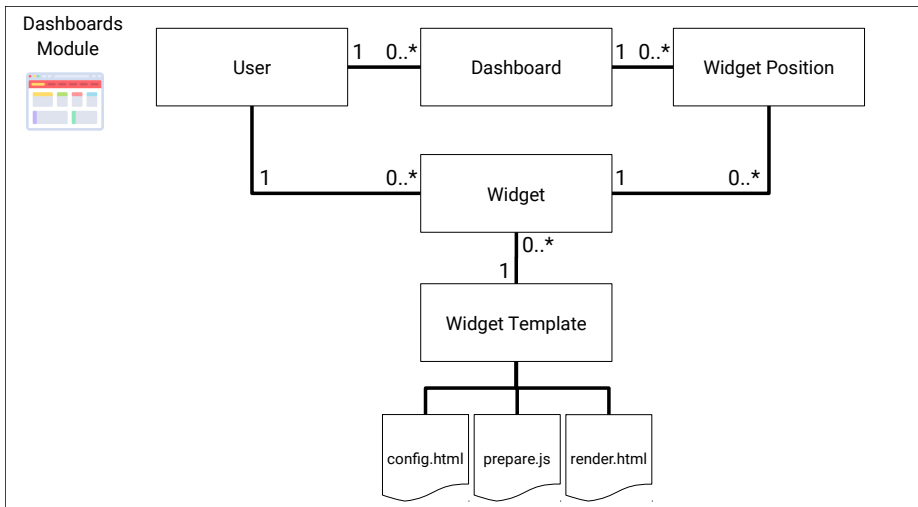 Dashboards
Module
User
1
0..*
Dashboard
1
0..*
Widget Position
1
0..*
Widget
1
0..*
0..*
1
Widget Template
config.html
prepare.js
render.html